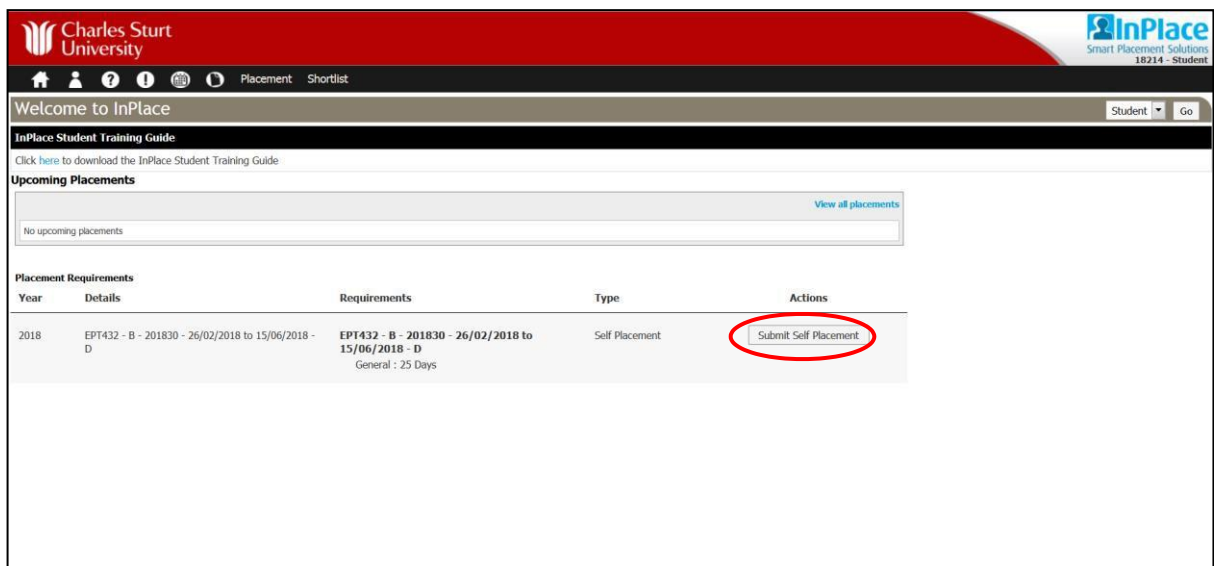 Charles Sturt
University
InPlace
Smart Placement Solutions
18214 - Student
Placement Shortlist
Welcome to InPlace
Student Go
InPlace Student Training Guide
Click here to download the InPlace Student Training Guide
Upcoming Placements
View all placements
No upcoming placements
Placement Requirements
Year Details Requirements Type Actions
2018 EPT432 - B - 201830 - 26/02/2018 to 15/06/2018 - EPT432 - B - 201830 - 26/02/2018 to Self Placement Submit Self Placement
D 15/06/2018 - D
General : 25 Days